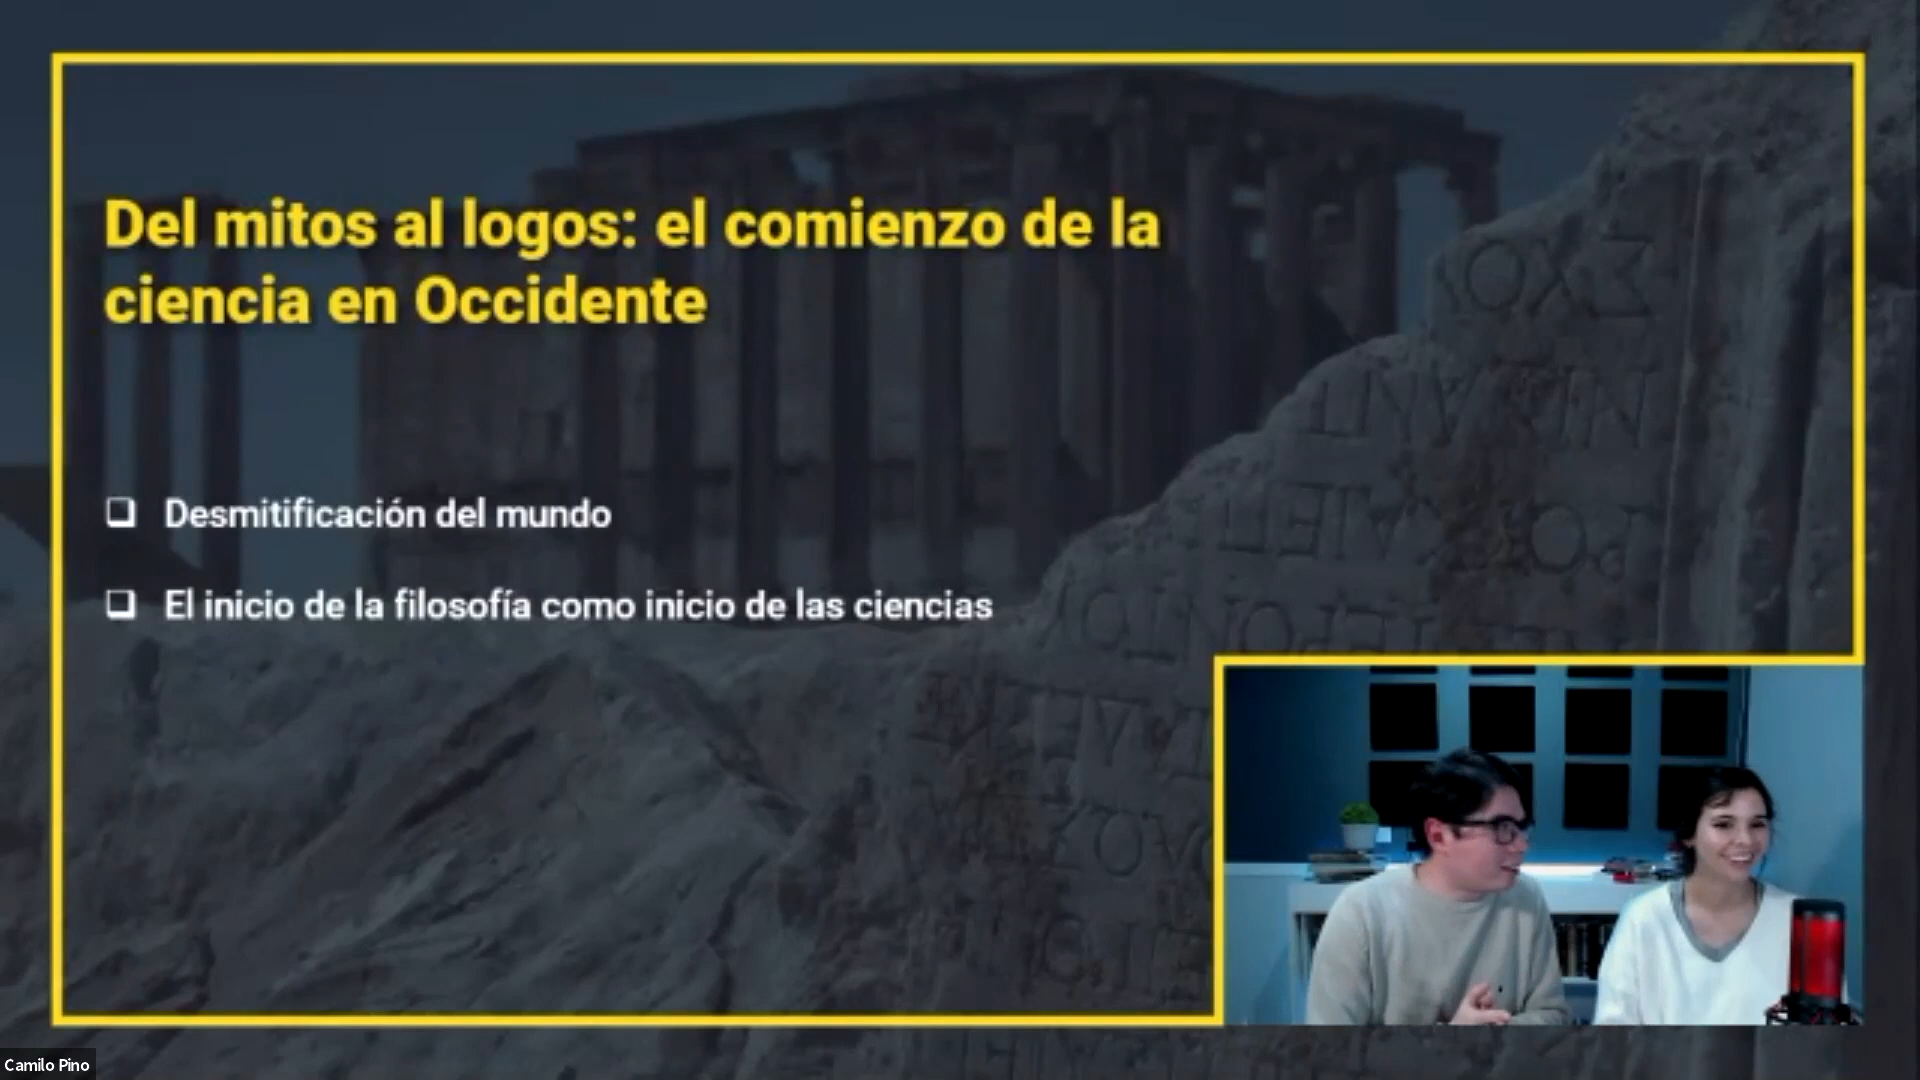 Del mitos al logos: el comienzo de la
ciencia en Occidente
Desmitificación del mundo
El inicio de la filosofía como inicio de las ciencias
Camilo Pino